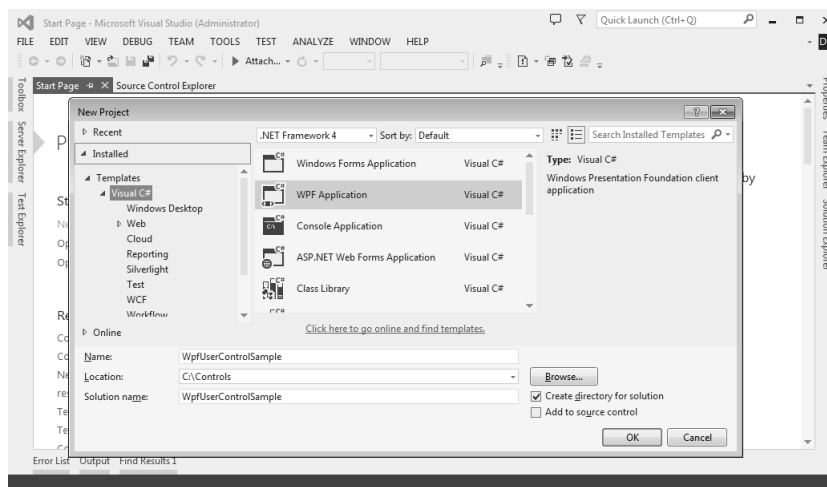 Start Page - Microsoft Visual Studio (Administrator)
Quick Launch (Ctrl+Q)
FILE EDIT VIEW DEBUG TEAM TOOLS TEST ANALYZE WINDOW HELP
Attach...
Start Page
Source Control Explorer
Toolbox
Server Explorer
Test Explorer
New Project
Recent
Installed
Templates
Visual C#
Windows Desktop
Web
Cloud
Reporting
Silverlight
Test
WCF
Workflow
Online
.NET Framework 4
Sort by: Default
Search Installed Templates
Windows Forms Application Visual C#
WPF Application Visual C#
Console Application Visual C#
ASP.NET Web Forms Application Visual C#
Class Library Visual C#
Click here to go online and find templates.
Type: Visual C#
Windows Presentation Foundation client
application
by
Name: WpfUserControlSample
Location: C:\Controls
Browse...
Solution name: WpfUserControlSample
Create directory for solution
Add to source control
OK Cancel
Properties
Team Explorer
Solution Explorer
Error List Output Find Results 1